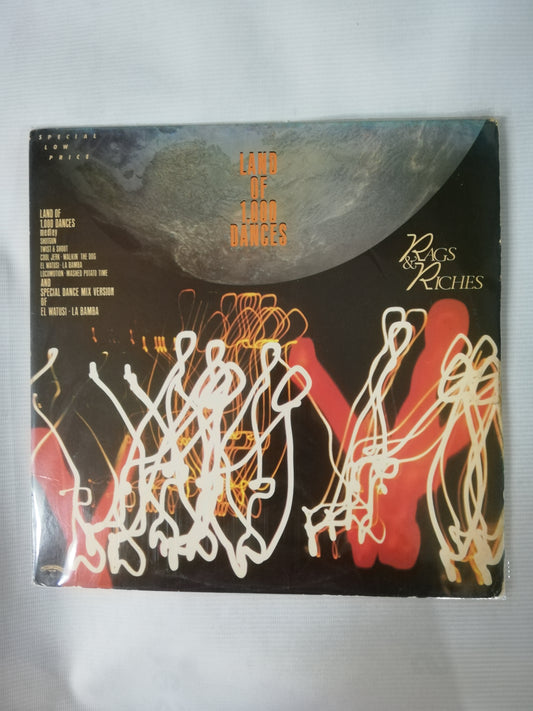 SPECIAL
LOW
PRICE
LAND
OF
1,000
DANCES
LAND OF
1,000 DANCES
medley
SHOTGUN
TWIST & SHOUT
COOL JERK · WALKIN' THE DOG
EL WATUSI · LA BAMBA
LOCOMOTION · MASHED POTATO TIME
AND
SPECIAL DANCE MIX VERSION
OF
EL WATUSI · LA BAMBA
RAGS
& RICHES